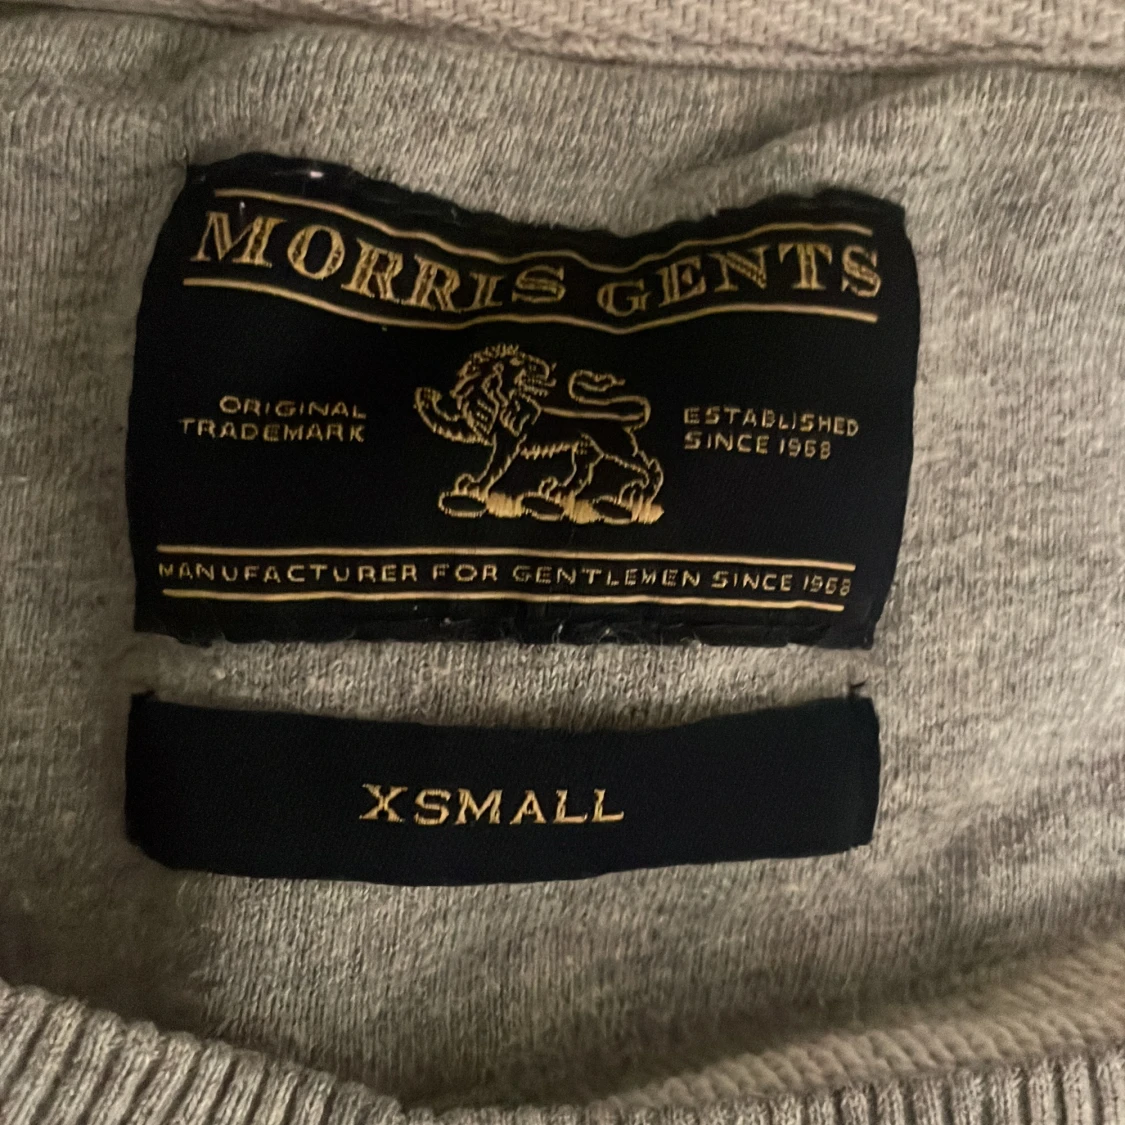 MORRIS GENTS
ORIGINAL
TRADEMARK
ESTABLISHED
SINCE 1968
MANUFACTURER FOR GENTLEMEN SINCE 1968
XSMALL